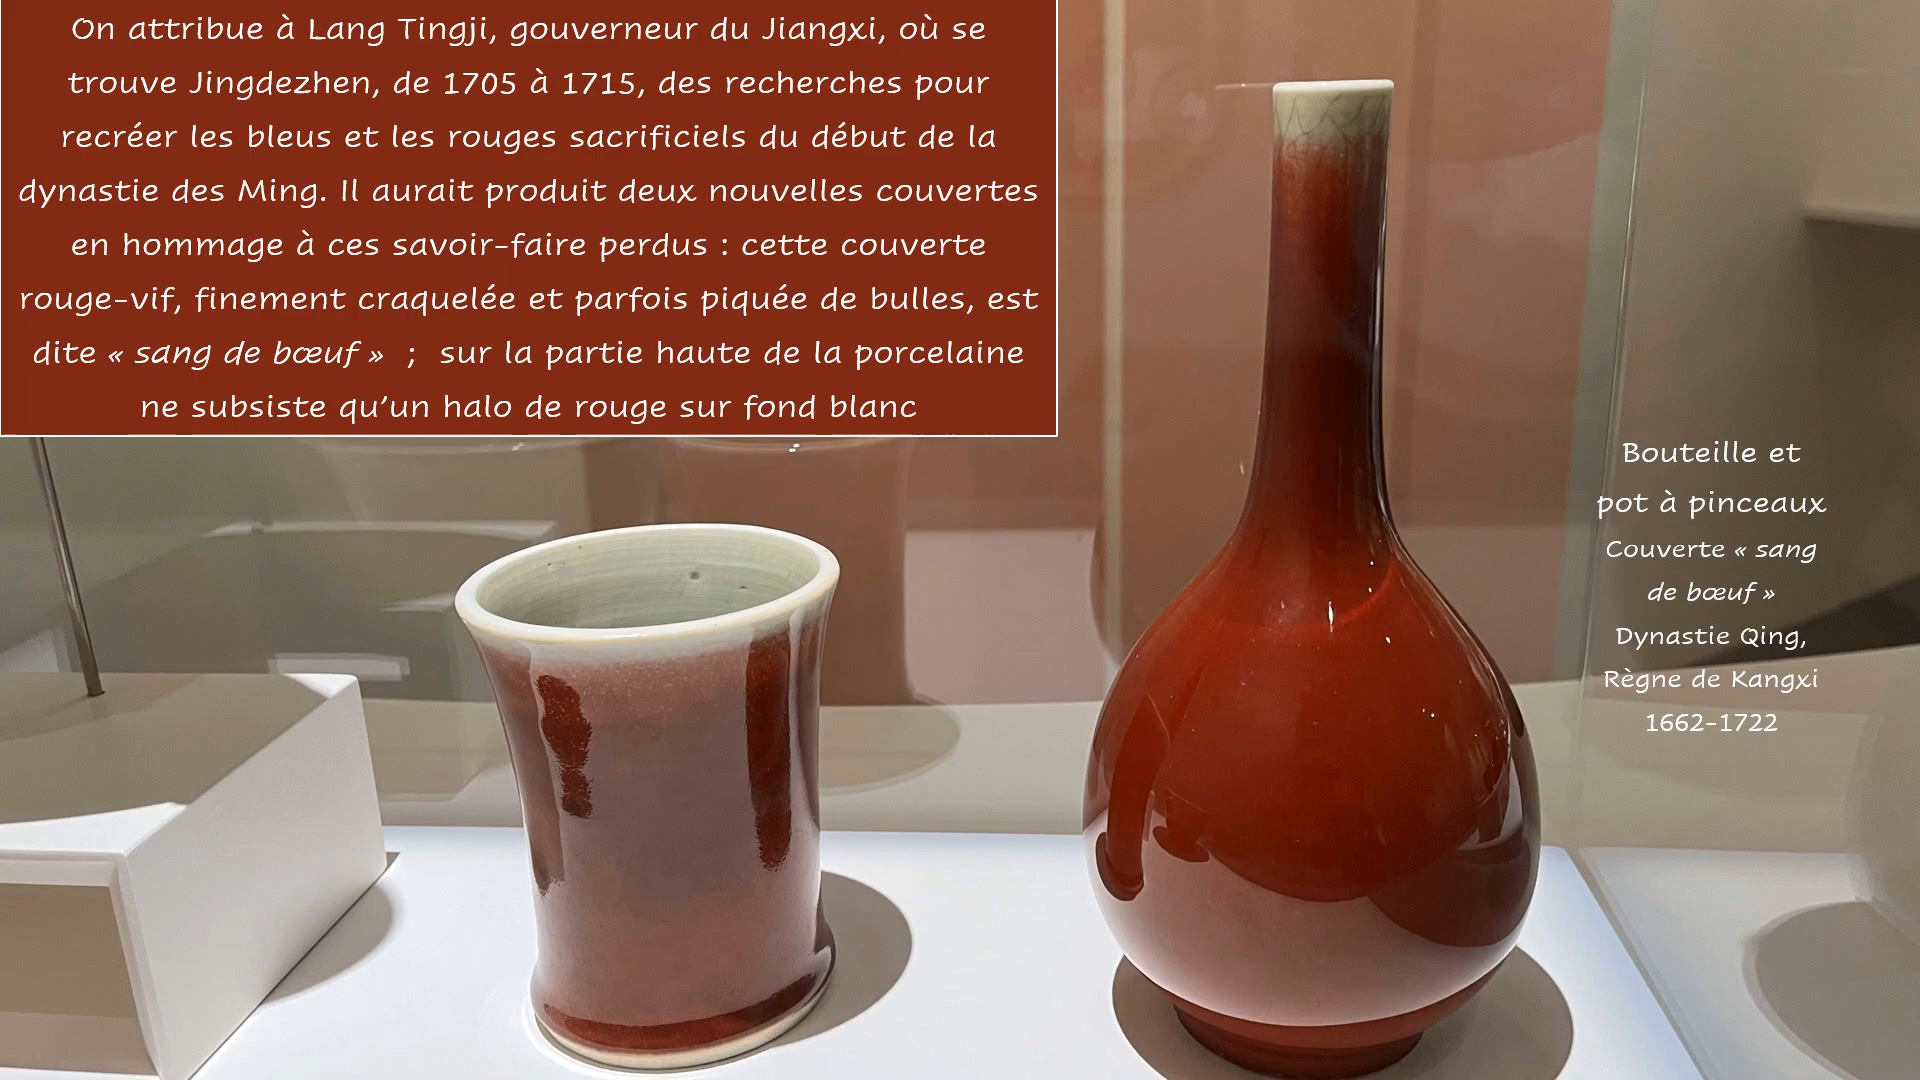 On attribue à Lang Tingji, gouverneur du Jiangxi, où se
trouve Jingdezhen, de 1705 à 1715, des recherches pour
recréer les bleus et les rouges sacrificiels du début de la
dynastie des Ming. Il aurait produit deux nouvelles couvertes
en hommage à ces savoir-faire perdus : cette couverte
rouge-vif, finement craquelée et parfois piquée de bulles, est
dite « sang de bœuf » ; sur la partie haute de la porcelaine
ne subsiste qu’un halo de rouge sur fond blanc
Bouteille et
pot à pinceaux
Couverte « sang
de bœuf »
Dynastie Qing,
Règne de Kangxi
1662-1722